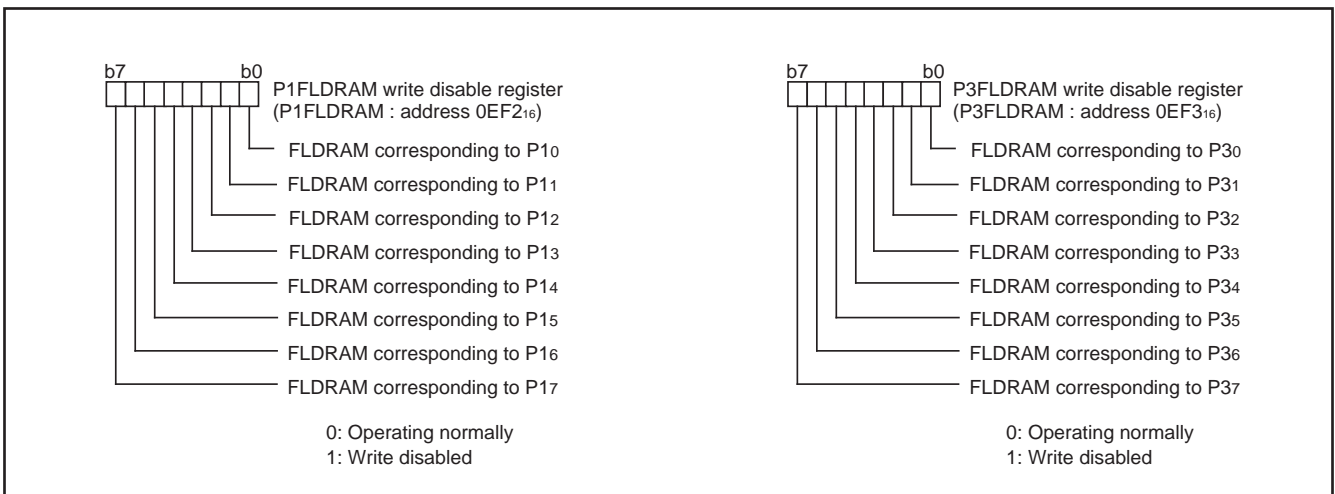 b7 b0
P1FLDRAM write disable register
(P1FLDRAM : address 0EF2₁₆)
FLDRAM corresponding to P1₀
FLDRAM corresponding to P1₁
FLDRAM corresponding to P1₂
FLDRAM corresponding to P1₃
FLDRAM corresponding to P1₄
FLDRAM corresponding to P1₅
FLDRAM corresponding to P1₆
FLDRAM corresponding to P1₇
0: Operating normally
1: Write disabled
b7 b0
P3FLDRAM write disable register
(P3FLDRAM : address 0EF3₁₆)
FLDRAM corresponding to P3₀
FLDRAM corresponding to P3₁
FLDRAM corresponding to P3₂
FLDRAM corresponding to P3₃
FLDRAM corresponding to P3₄
FLDRAM corresponding to P3₅
FLDRAM corresponding to P3₆
FLDRAM corresponding to P3₇
0: Operating normally
1: Write disabled